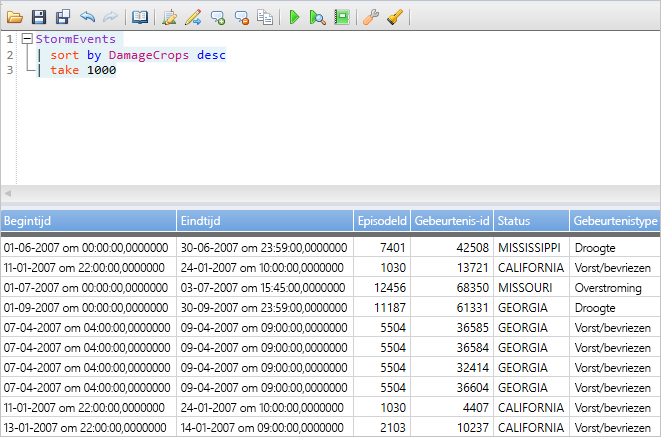 1 StormEvents
2 | sort by DamageCrops desc
3 | take 1000
Begintijd Eindtijd EpisodeId Gebeurtenis-id Status Gebeurtenistype
01-06-2007 om 00:00:00,0000000 30-06-2007 om 23:59:00,0000000 7401 42508 MISSISSIPPI Droogte
11-01-2007 om 22:00:00,0000000 24-01-2007 om 10:00:00,0000000 1030 13721 CALIFORNIA Vorst/bevriezen
01-07-2007 om 00:00:00,0000000 03-07-2007 om 15:45:00,0000000 12456 68350 MISSOURI Overstroming
01-09-2007 om 00:00:00,0000000 30-09-2007 om 23:59:00,0000000 11187 61331 GEORGIA Droogte
07-04-2007 om 04:00:00,0000000 09-04-2007 om 09:00:00,0000000 5504 36585 GEORGIA Vorst/bevriezen
07-04-2007 om 04:00:00,0000000 09-04-2007 om 09:00:00,0000000 5504 36584 GEORGIA Vorst/bevriezen
07-04-2007 om 04:00:00,0000000 09-04-2007 om 09:00:00,0000000 5504 32414 GEORGIA Vorst/bevriezen
07-04-2007 om 04:00:00,0000000 09-04-2007 om 09:00:00,0000000 5504 36604 GEORGIA Vorst/bevriezen
11-01-2007 om 22:00:00,0000000 24-01-2007 om 10:00:00,0000000 1030 4407 CALIFORNIA Vorst/bevriezen
13-01-2007 om 22:00:00,0000000 14-01-2007 om 09:00:00,0000000 2103 10237 CALIFORNIA Vorst/bevriezen